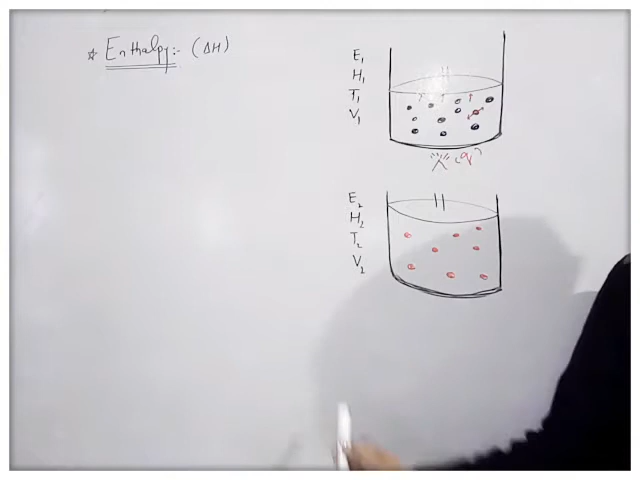 * Enthalpy:- (ΔH)
E₁
H₁
T₁
V₁
(q)
E₂
H₂
T₂
V₂